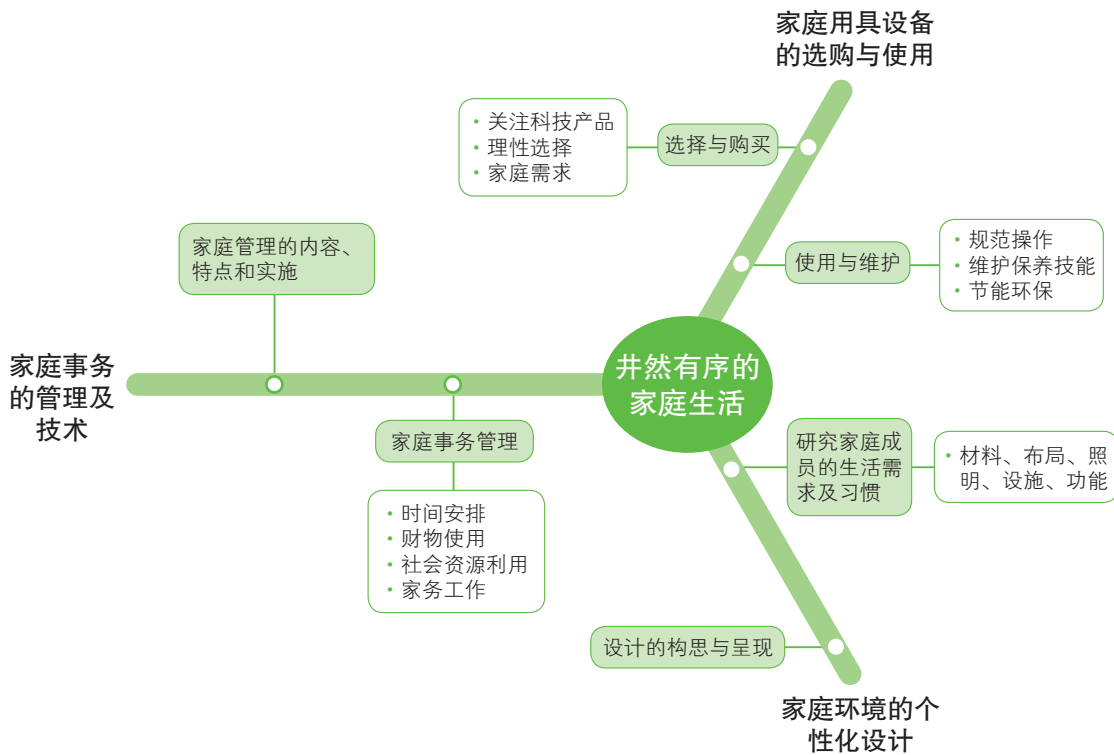 家庭用具设备
的选购与使用
• 关注科技产品
• 理性选择
• 家庭需求
选择与购买
使用与维护
• 规范操作
• 维护保养技能
• 节能环保
家庭管理的内容、
特点和实施
家庭事务
的管理及
技术
井然有序的
家庭生活
家庭事务管理
• 时间安排
• 财物使用
• 社会资源利用
• 家务工作
研究家庭成
员的生活需
求及习惯
• 材料、布局、照
明、设施、功能
设计的构思与呈现
家庭环境的个
性化设计